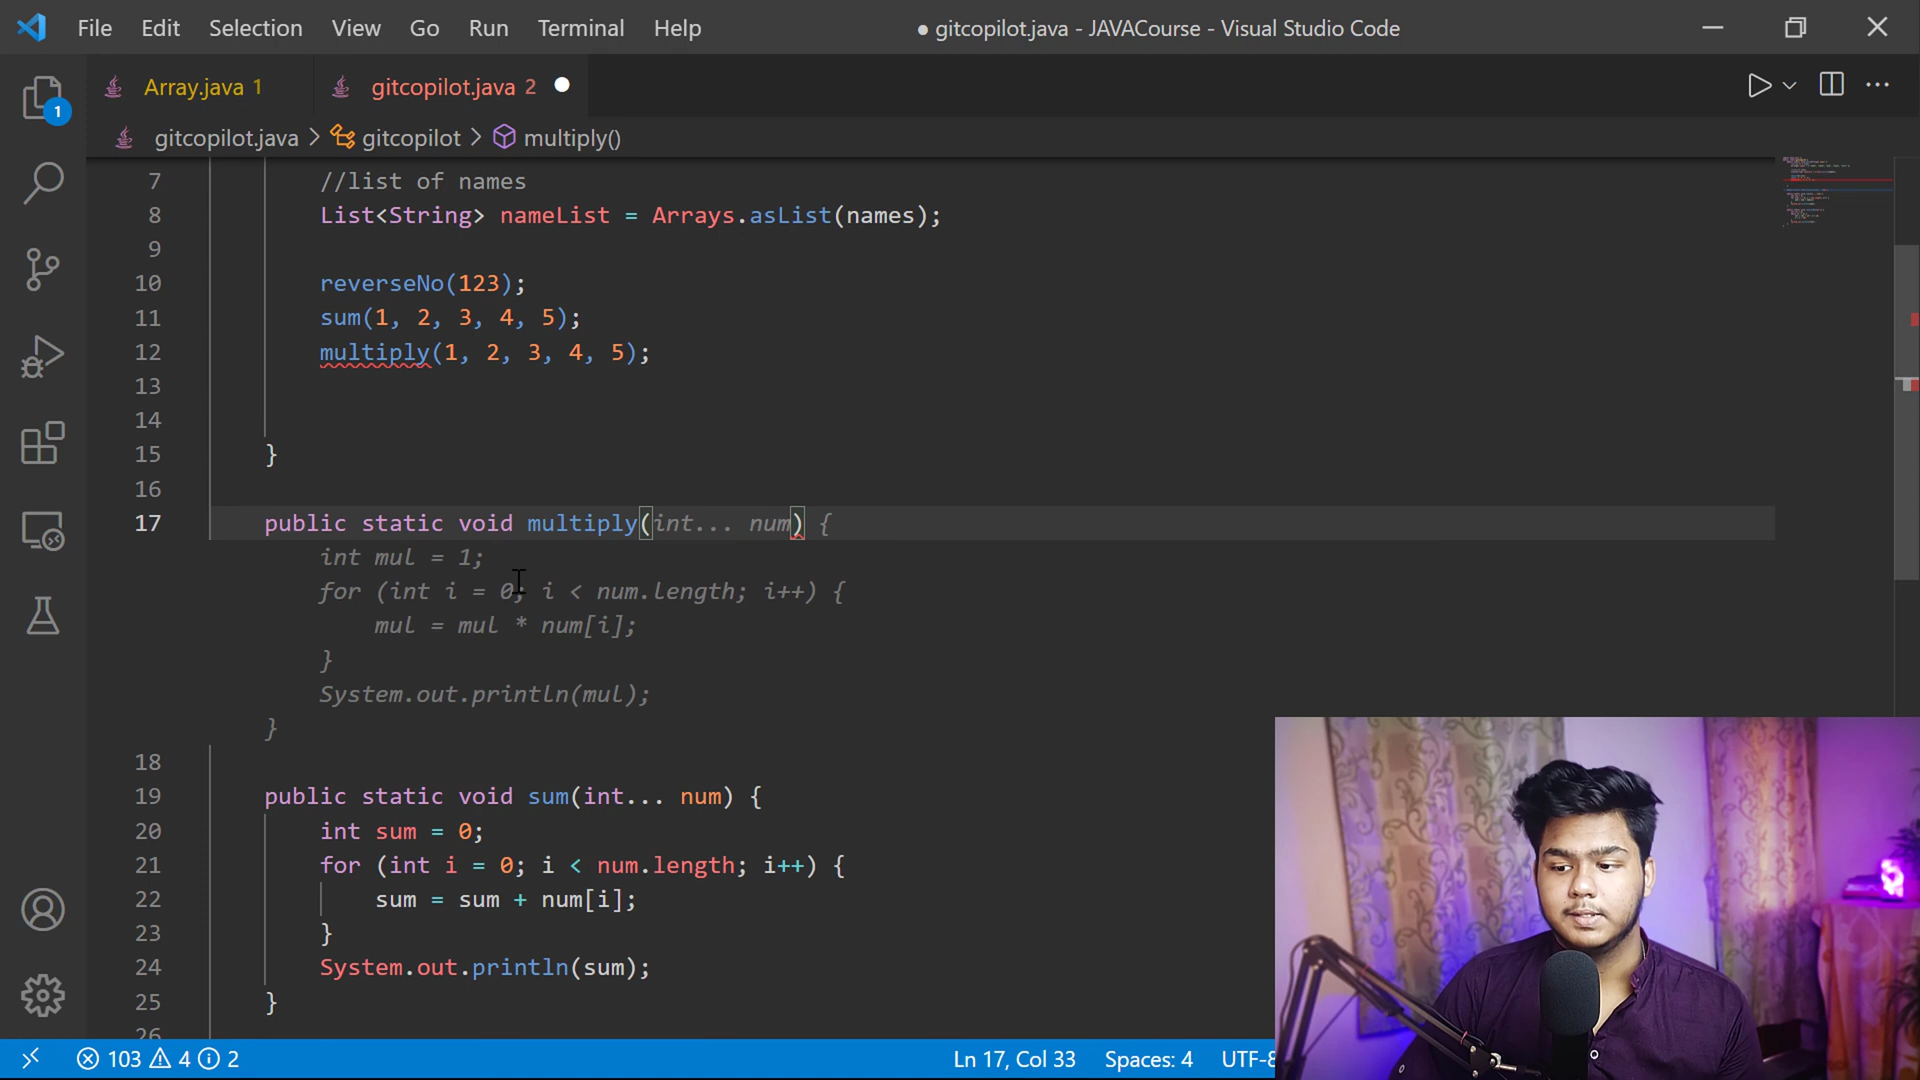 File Edit Selection View Go Run Terminal Help ● gitcopilot.java - JAVACourse - Visual Studio Code
1
Array.java 1 gitcopilot.java 2
gitcopilot.java > gitcopilot > multiply()
7 //list of names
8 List<String> nameList = Arrays.asList(names);
9
10 reverseNo(123);
11 sum(1, 2, 3, 4, 5);
12 multiply(1, 2, 3, 4, 5);
13
14
15 }
16
17 public static void multiply(int... num) {
int mul = 1;
for (int i = 0; i < num.length; i++) {
mul = mul * num[i];
}
System.out.println(mul);
}
18
19 public static void sum(int... num) {
20 int sum = 0;
21 for (int i = 0; i < num.length; i++) {
22 sum = sum + num[i];
23 }
24 System.out.println(sum);
25 }
26
103 4 2 Ln 17, Col 33 Spaces: 4 UTF-8